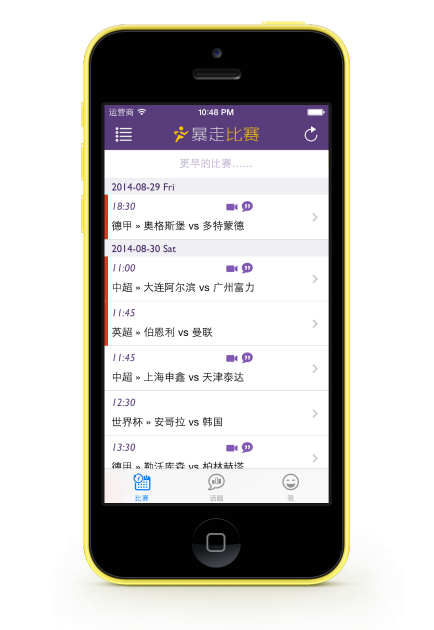 运营商 10:48 PM
暴走比赛
更早的比赛……
2014-08-29 Fri
18:30
德甲 » 奥格斯堡 vs 多特蒙德
2014-08-30 Sat
11:00
中超 » 大连阿尔滨 vs 广州富力
11:45
英超 » 伯恩利 vs 曼联
11:45
中超 » 上海申鑫 vs 天津泰达
12:30
世界杯 » 安哥拉 vs 韩国
13:30
德甲 » 勒沃库森 vs 柏林赫塔
比赛 话题 我